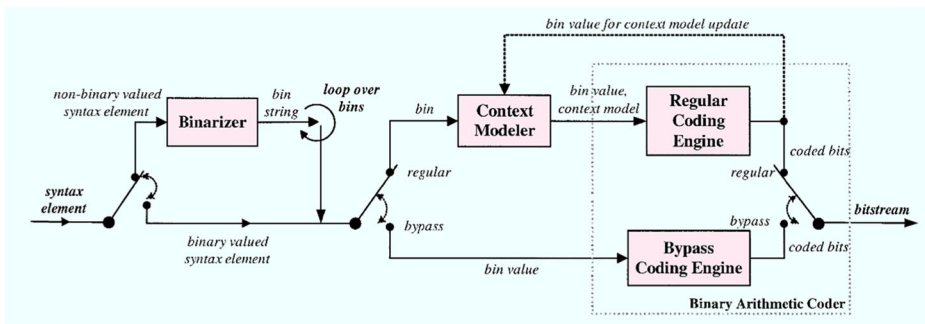 bin value for context model update
non-binary valued
syntax element
bin
string
loop over
bins
Binarizer
bin
Context
Modeler
bin value,
context model
Regular
Coding
Engine
coded bits
regular
regular
syntax
element
bypass
binary valued
syntax element
bin value
Bypass
Coding Engine
bypass
coded bits
bitstream
Binary Arithmetic Coder